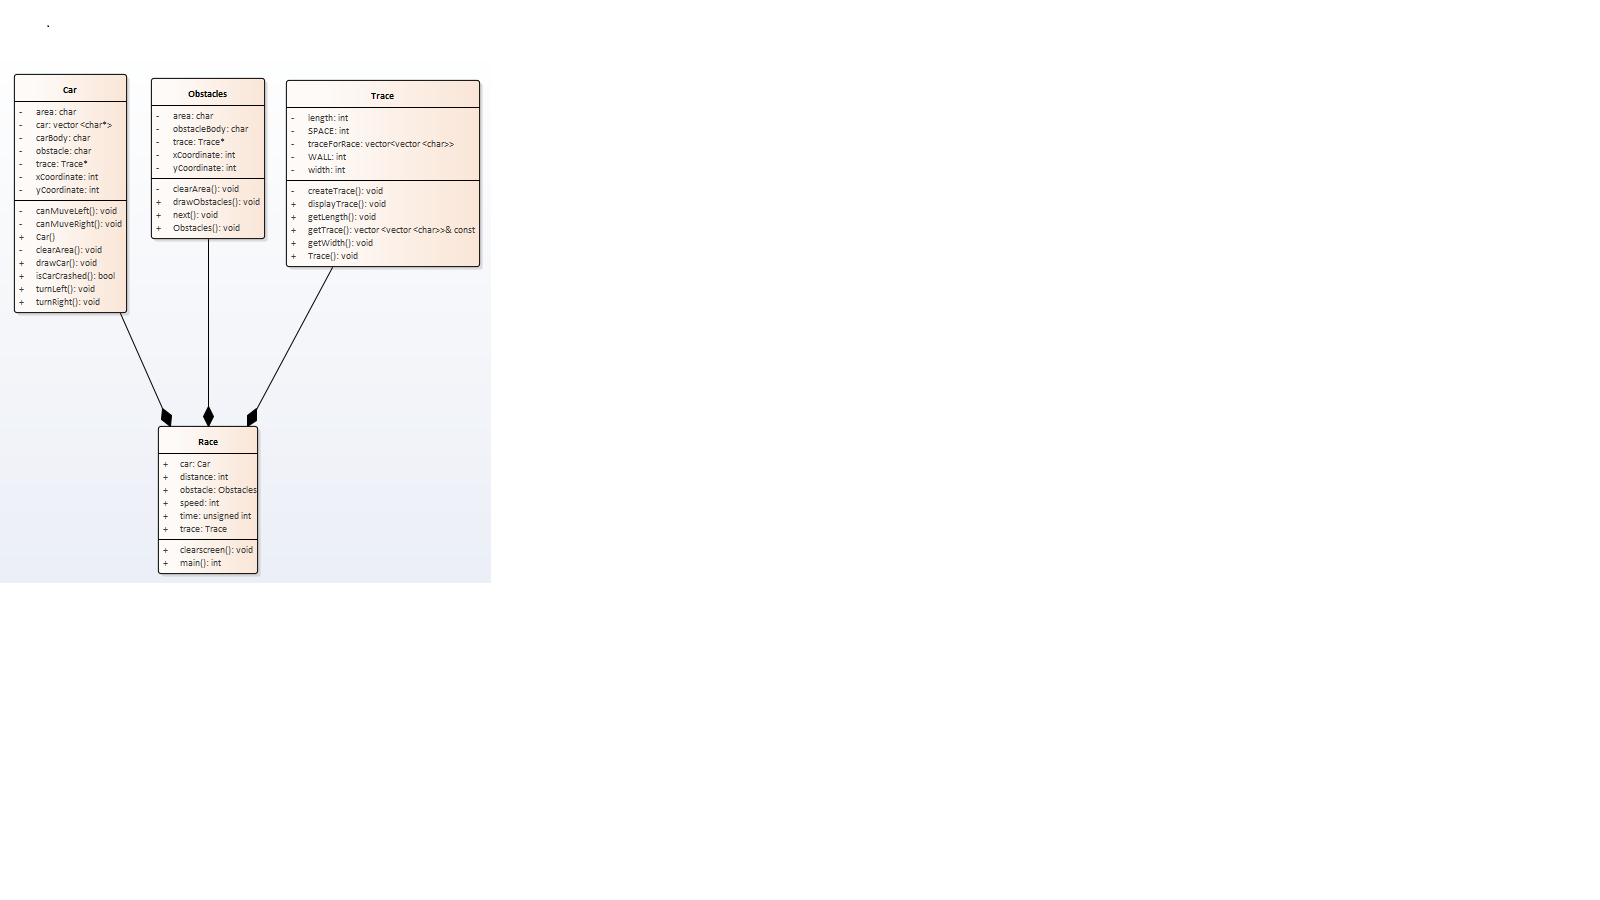 Car
- area: char
- car: vector <char*>
- carBody: char
- obstacle: char
- trace: Trace*
- xCoordinate: int
- yCoordinate: int
- canMuveLeft(): void
- canMuveRight(): void
+ Car()
- clearArea(): void
+ drawCar(): void
+ isCarCrashed(): bool
+ turnLeft(): void
+ turnRight(): void
Obstacles
- area: char
- obstacleBody: char
- trace: Trace*
- xCoordinate: int
- yCoordinate: int
- clearArea(): void
+ drawObstacles(): void
+ next(): void
+ Obstacles(): void
Trace
- length: int
- SPACE: int
- traceForRace: vector<vector <char>>
- WALL: int
- width: int
- createTrace(): void
+ displayTrace(): void
+ getLength(): void
+ getTrace(): vector <vector <char>>& const
+ getWidth(): void
+ Trace(): void
Race
+ car: Car
+ distance: int
+ obstacle: Obstacles
+ speed: int
+ time: unsigned int
+ trace: Trace
+ clearscreen(): void
+ main(): int